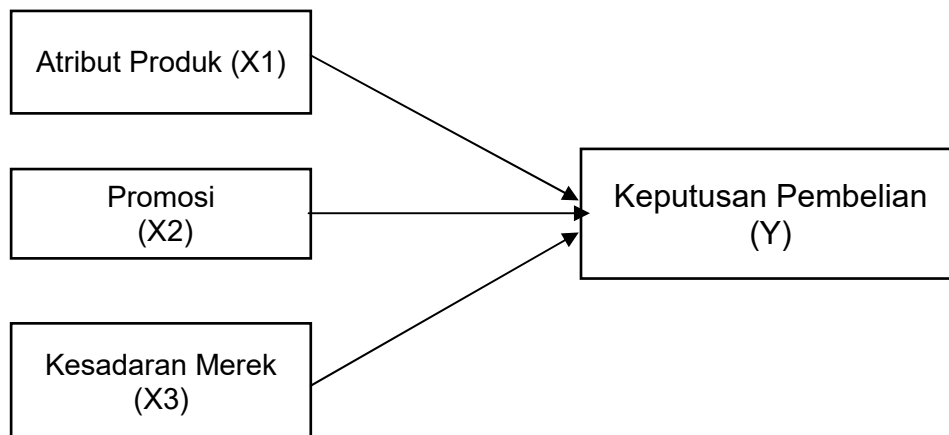 Atribut Produk (X1)
Promosi
(X2)
Keputusan Pembelian
(Y)
Kesadaran Merek
(X3)